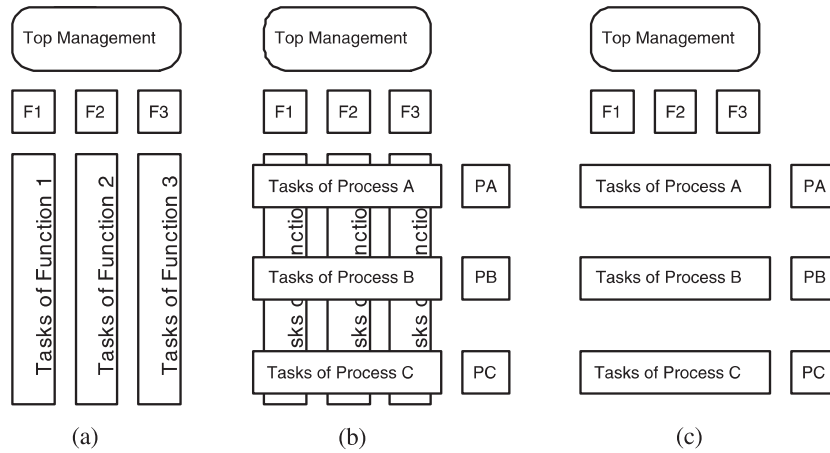 Top Management
F1 F2 F3
Tasks of Function 1
Tasks of Function 2
Tasks of Function 3
(a)
Top Management
F1 F2 F3
Tasks of Process A
PA
Tasks of Process B
PB
Tasks of Process C
PC
(b)
Top Management
F1 F2 F3
Tasks of Process A
PA
Tasks of Process B
PB
Tasks of Process C
PC
(c)